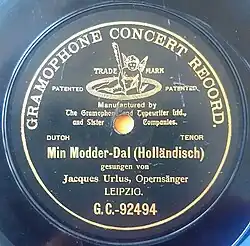 GRAMOPHONE CONCERT RECORD.
TRADE MARK
PATENTED PATENTED
Manufactured by
The Gramophone and Typewriter Ltd.,
and Sister Companies.
DUTCH TENOR
Min Modder-Dal (Holländisch)
gesungen von
Jacques Urlus, Opernsänger
LEIPZIG.
G.C.-92494